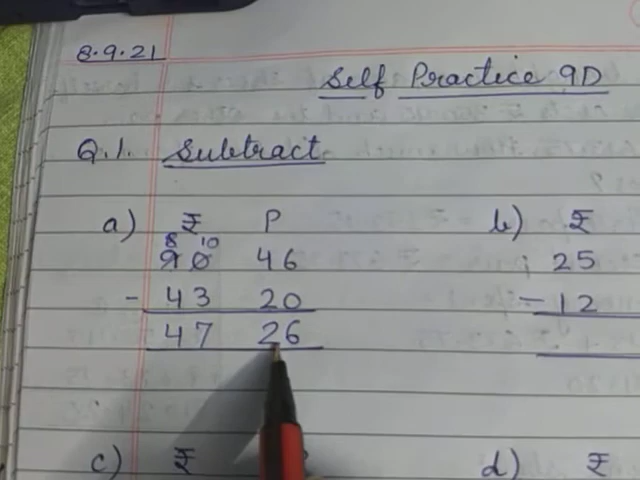 8.9.21
Self Practice 9D
Q.1. Subtract
a) ₹ P b) ₹
8 10
90 46 ; 25
- 43 20 - 12
47 26
c) ₹ d) ₹